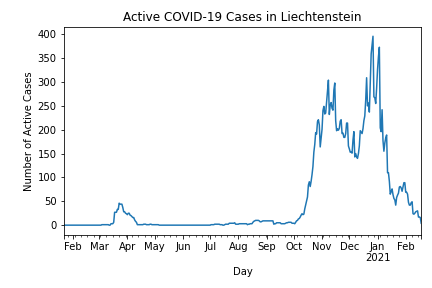 Active COVID-19 Cases in Liechtenstein
Number of Active Cases
400
350
300
250
200
150
100
50
0
Feb Mar Apr May Jun Jul Aug Sep Oct Nov Dec Jan Feb
2021
Day